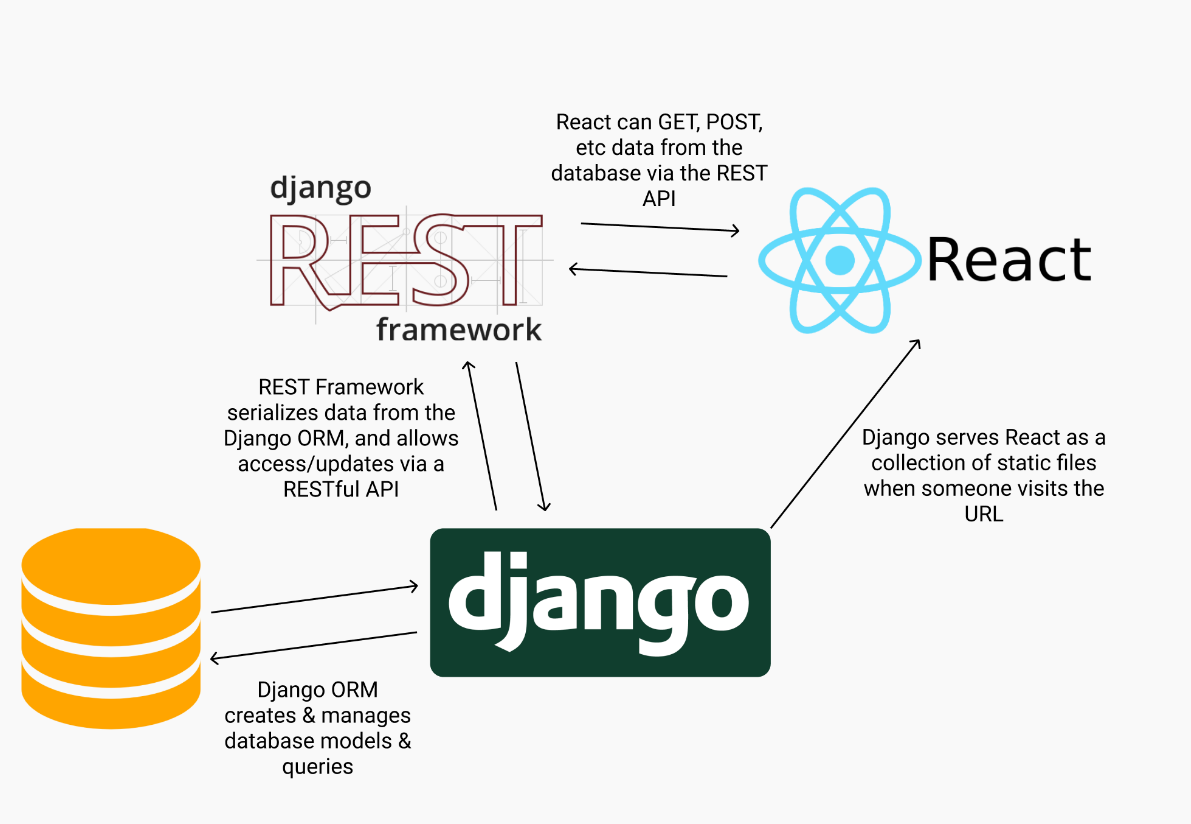 React can GET, POST,
etc data from the
database via the REST
API
django
REST
framework
React
REST Framework
serializes data from the
Django ORM, and allows
access/updates via a
RESTful API
Django serves React as a
collection of static files
when someone visits the
URL
django
Django ORM
creates & manages
database models &
queries